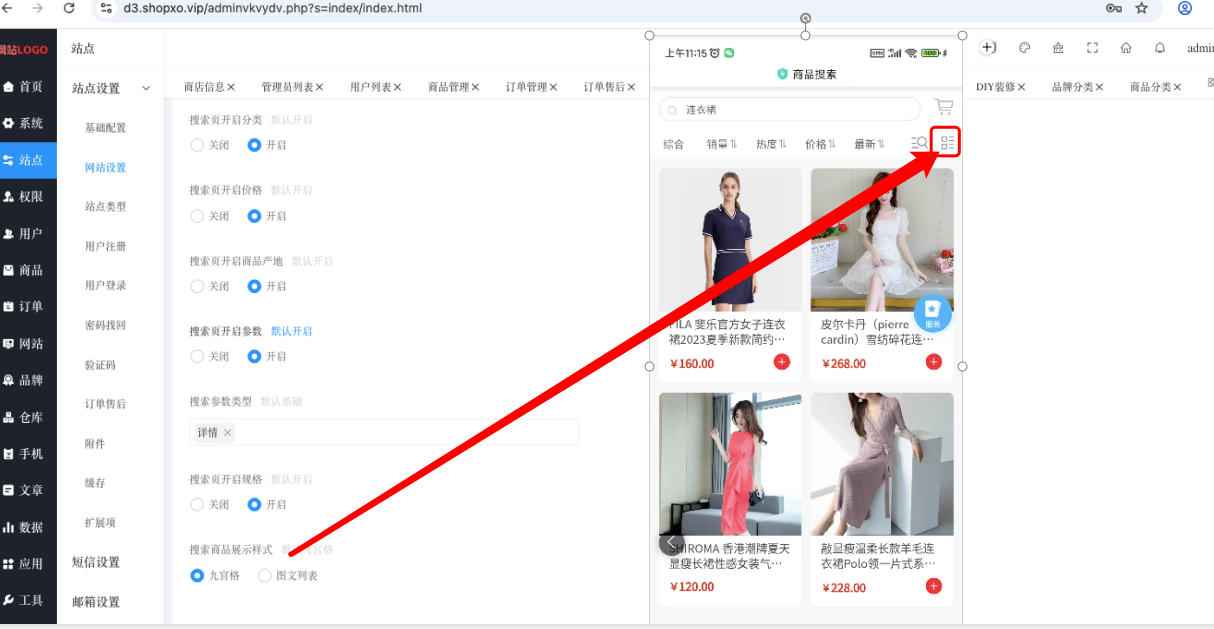 d3.shopxo.vip/adminvkvydv.php?s=index/index.html
网站LOGO
首页
系统
站点
权限
用户
商品
订单
网站
品牌
仓库
手机
文章
数据
应用
工具
站点
站点设置
基础配置
网站设置
站点类型
用户注册
用户登录
密码找回
验证码
订单售后
附件
缓存
扩展项
短信设置
邮箱设置
admin
商店信息 管理员列表 用户列表 商品管理 订单管理 订单售后
DIY装修 品牌分类 商品分类
搜索页开启分类 默认开启
关闭 开启
搜索页开启价格 默认开启
关闭 开启
搜索页开启商品产地 默认开启
关闭 开启
搜索页开启参数 默认开启
关闭 开启
搜索参数类型 默认基础
详情
搜索页开启规格 默认开启
关闭 开启
搜索商品展示样式 默认九宫格
九宫格 图文列表
上午11:15
VPN
100
商品搜索
连衣裙
综合 销量 热度 价格 最新
FILA 斐乐官方女子连衣
裙2023夏季新款简约…
￥160.00
皮尔卡丹（pierre
cardin）雪纺碎花连…
￥268.00
服务
SHIROMA 香港潮牌夏天
显瘦长裙性感女装气…
￥120.00
敲显瘦温柔长款羊毛连
衣裙Polo领一片式系…
￥228.00